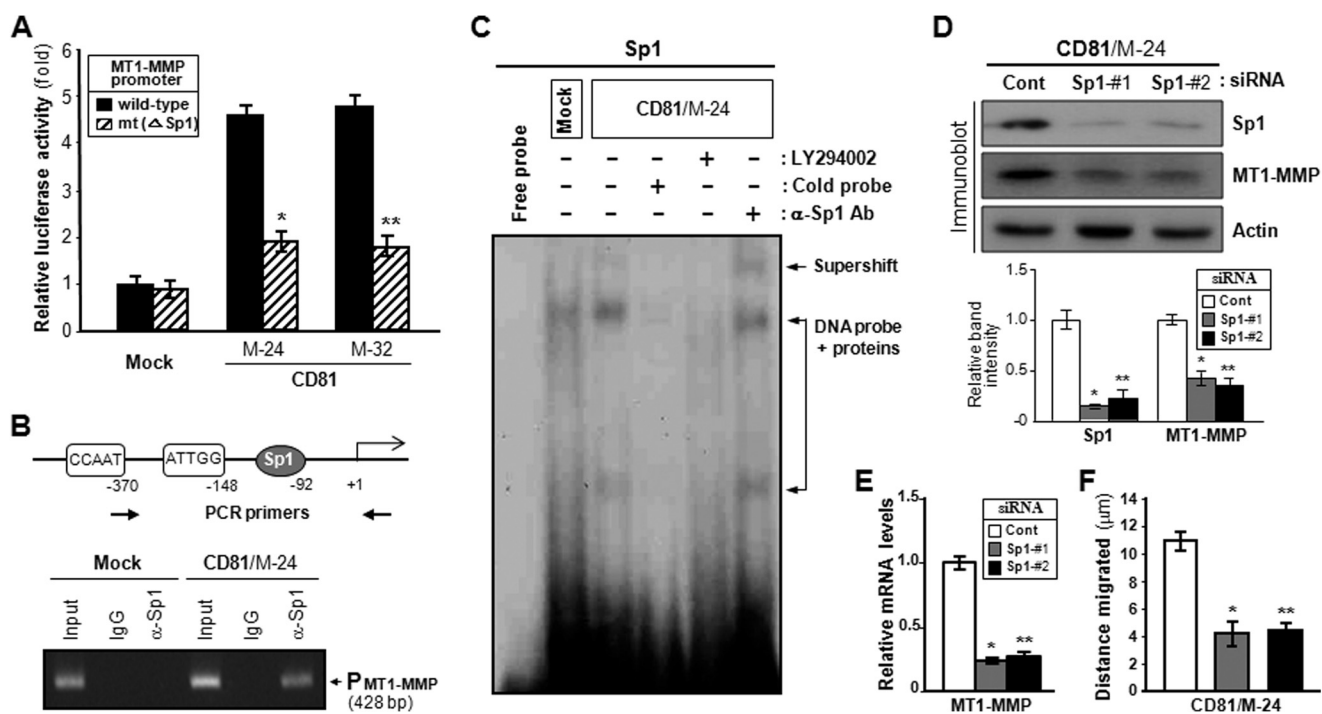 A
Relative luciferase activity (fold)
6
5
4
3
2
1
0
MT1-MMP
promoter
wild-type
mt (△ Sp1)
*
**
Mock
M-24
M-32
CD81
B
CCAAT
ATTGG
Sp1
-370
-148
-92
+1
PCR primers
Mock
CD81/M-24
Input
IgG
α-Sp1
Input
IgG
α-Sp1
P MT1-MMP
(428 bp)
C
Sp1
Free probe
Mock
CD81/M-24
– – – + – : LY294002
– – + – – : Cold probe
– – – – + : α-Sp1 Ab
Supershift
DNA probe
+ proteins
D
CD81/M-24
Cont Sp1-#1 Sp1-#2 : siRNA
Immunoblot
Sp1
MT1-MMP
Actin
Relative band
intensity
1.5
1.0
0.5
-0
siRNA
Cont
Sp1-#1
Sp1-#2
*
**
*
**
Sp1
MT1-MMP
E
Relative mRNA levels
1.5
1.0
0.5
0
siRNA
Cont
Sp1-#1
Sp1-#2
*
**
MT1-MMP
F
Distance migrated (μm)
14
12
10
8
6
4
2
0
*
**
CD81/M-24